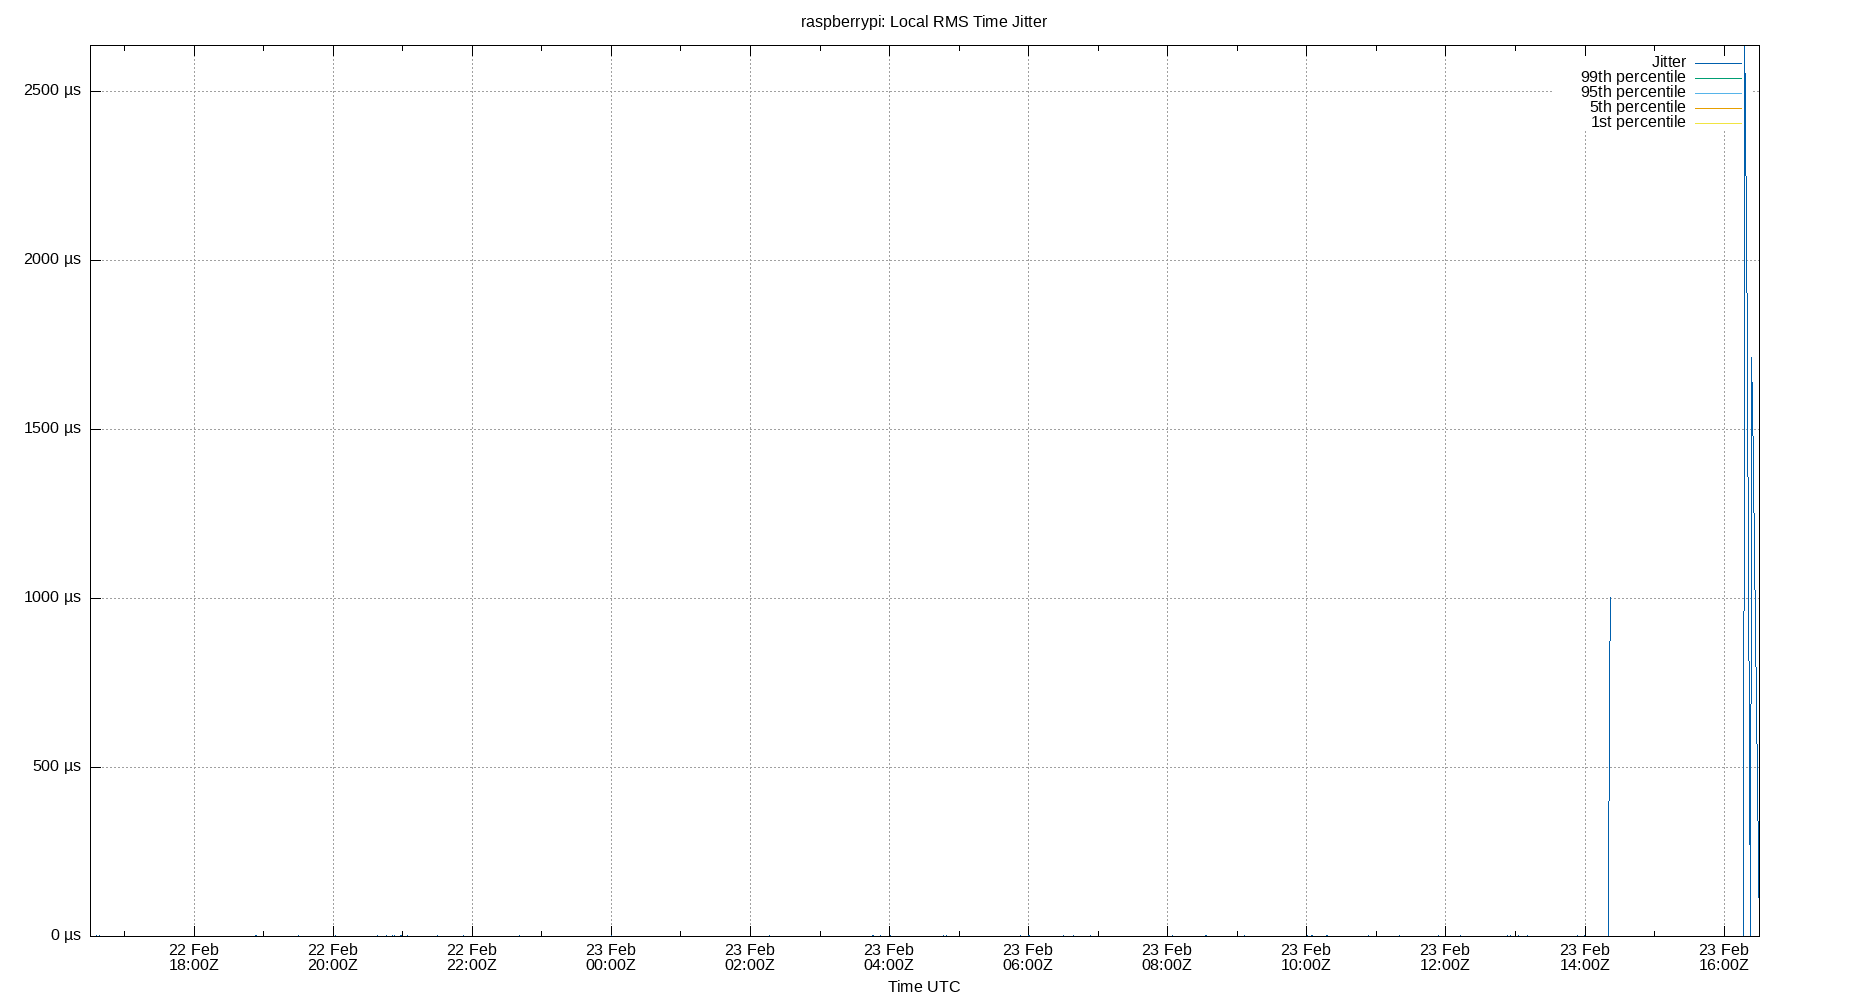 raspberrypi: Local RMS Time Jitter
Jitter
99th percentile
95th percentile
5th percentile
1st percentile
2500 µs
2000 µs
1500 µs
1000 µs
500 µs
0 µs
22 Feb 22 Feb 22 Feb 23 Feb 23 Feb 23 Feb 23 Feb 23 Feb 23 Feb 23 Feb 23 Feb 23 Feb
18:00Z 20:00Z 22:00Z 00:00Z 02:00Z 04:00Z 06:00Z 08:00Z 10:00Z 12:00Z 14:00Z 16:00Z
Time UTC